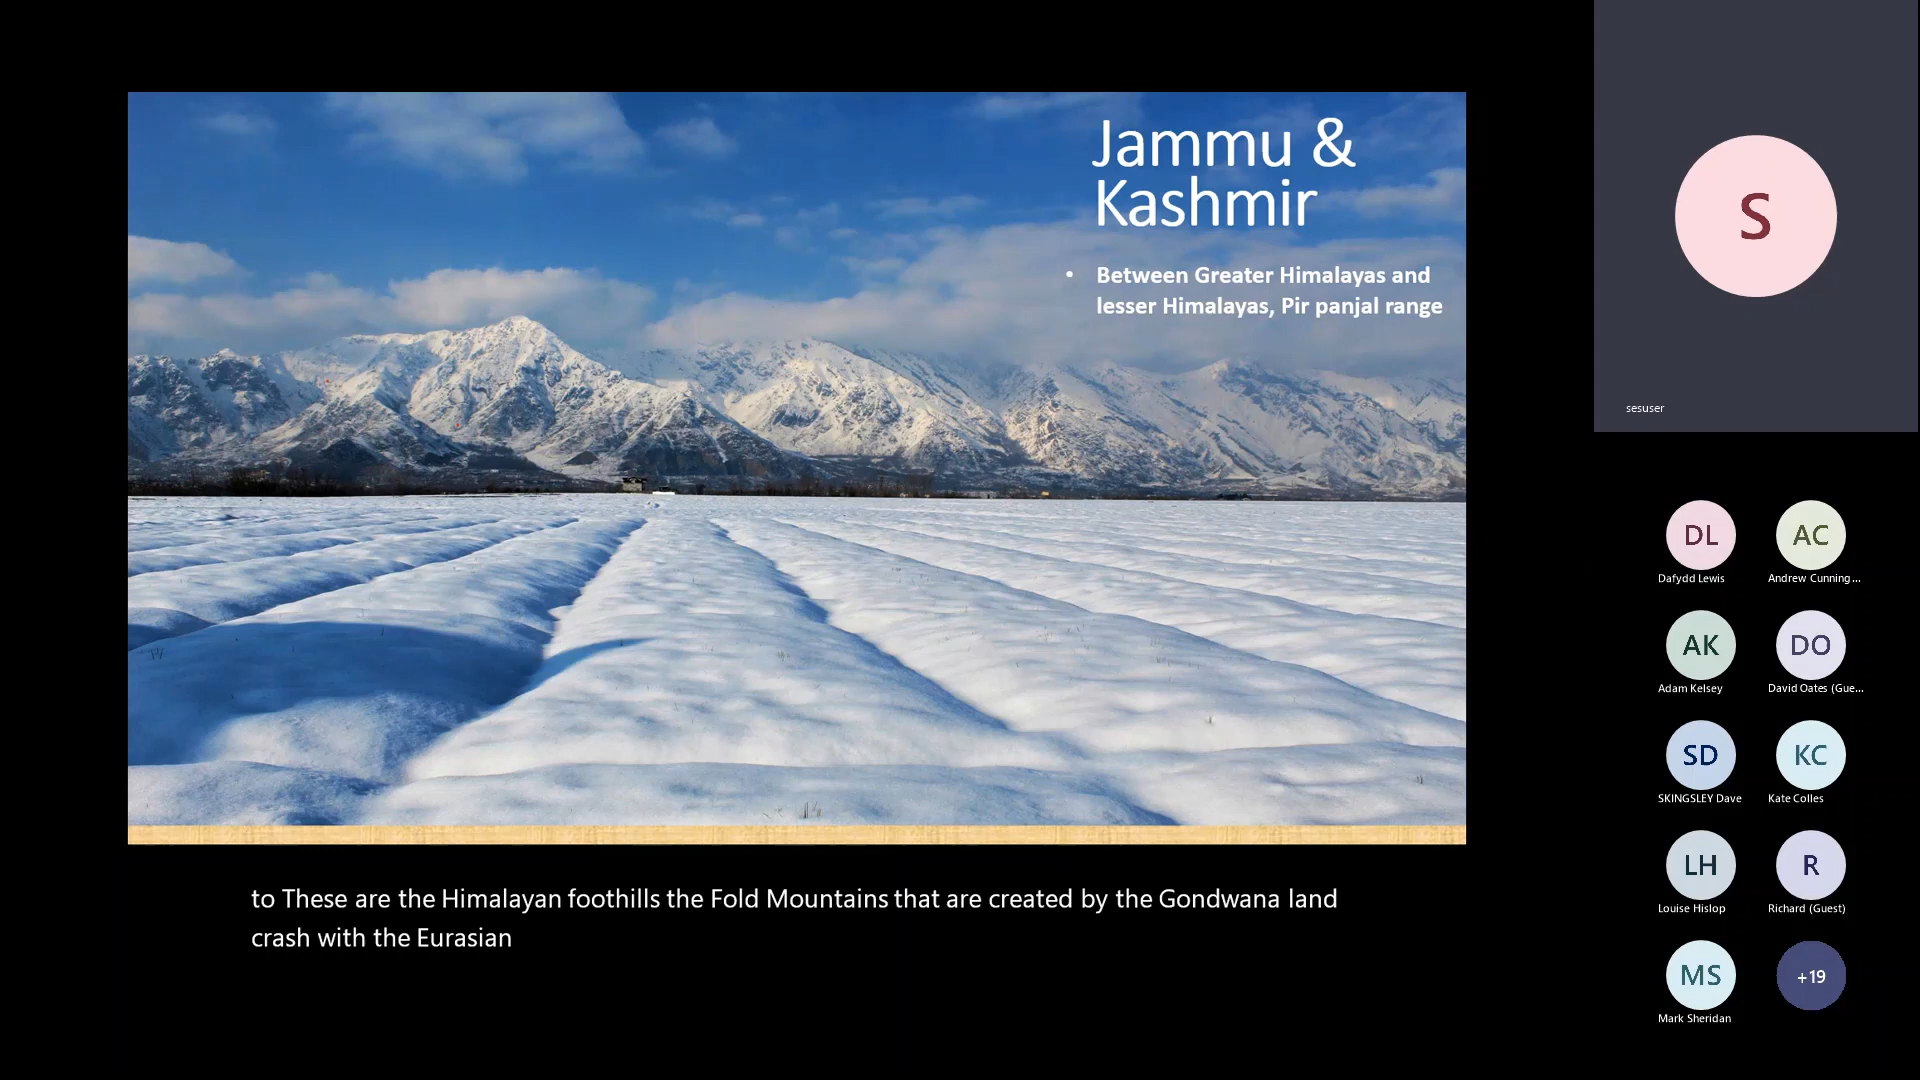 Jammu &
Kashmir
• Between Greater Himalayas and
lesser Himalayas, Pir panjal range
to These are the Himalayan foothills the Fold Mountains that are created by the Gondwana land
crash with the Eurasian
S
sesuser
DL
Dafydd Lewis
AC
Andrew Cunning...
AK
Adam Kelsey
DO
David Oates (Gue...
SD
SKINGSLEY Dave
KC
Kate Colles
LH
Louise Hislop
R
Richard (Guest)
MS
Mark Sheridan
+19